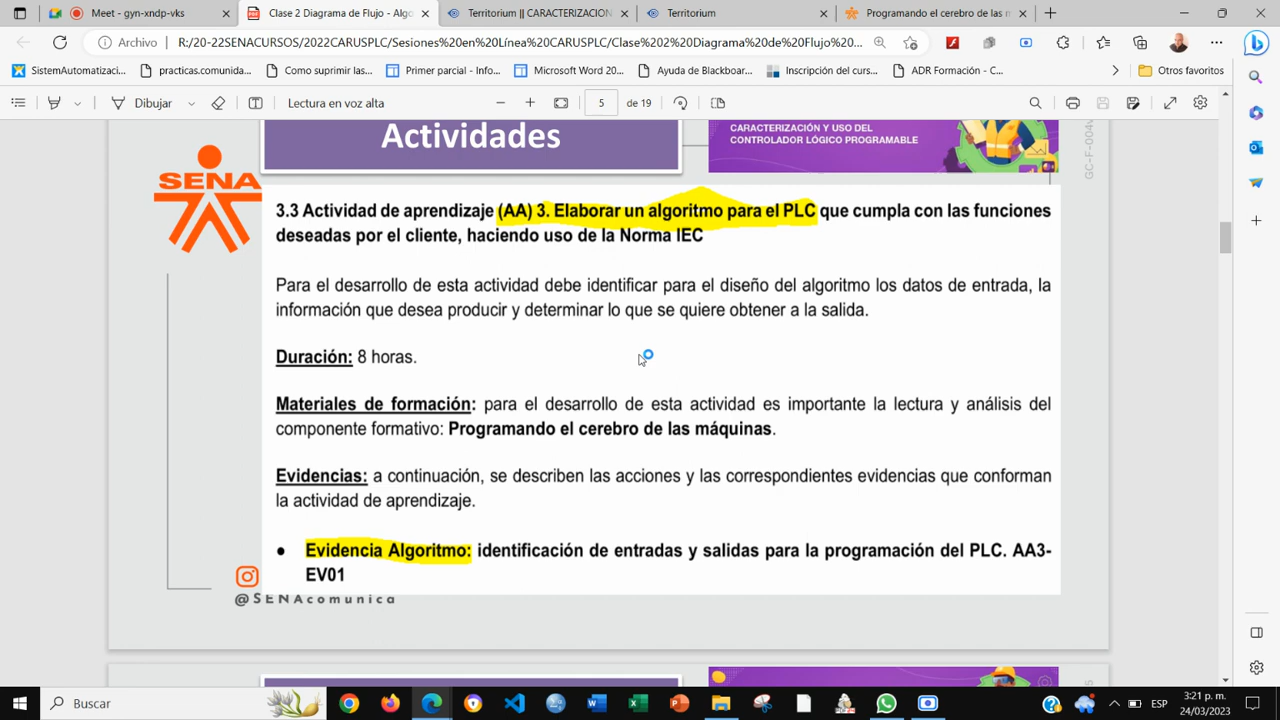 Meet - gyn-xndp-vks
Clase 2 Diagrama de Flujo - Algo
Territorium || CARACTERIZACION
Territorium
Programando el cerebro de las m
Archivo
R:/20-22SENACURSOS/2022CARUSPLC/Sesiones%20en%20Línea%20CARUSPLC/Clase%202%20Diagrama%20de%20Flujo%20...
SistemAutomatizaci...
practicas.comunida...
Como suprimir las...
Primer parcial - Info...
Microsoft Word 20...
Ayuda de Blackboar...
Inscripción del curs...
ADR Formación - C...
Otros favoritos
Dibujar
Lectura en voz alta
5
de 19
Actividades
CARACTERIZACIÓN Y USO DEL
CONTROLADOR LÓGICO PROGRAMABLE
SENA
3.3 Actividad de aprendizaje (AA) 3. Elaborar un algoritmo para el PLC que cumpla con las funciones
deseadas por el cliente, haciendo uso de la Norma IEC
Para el desarrollo de esta actividad debe identificar para el diseño del algoritmo los datos de entrada, la
información que desea producir y determinar lo que se quiere obtener a la salida.
Duración: 8 horas.
Materiales de formación: para el desarrollo de esta actividad es importante la lectura y análisis del
componente formativo: Programando el cerebro de las máquinas.
Evidencias: a continuación, se describen las acciones y las correspondientes evidencias que conforman
la actividad de aprendizaje.
● Evidencia Algoritmo: identificación de entradas y salidas para la programación del PLC. AA3-
EV01
@SENAcomunica
Buscar
ESP
3:21 p. m.
24/03/2023